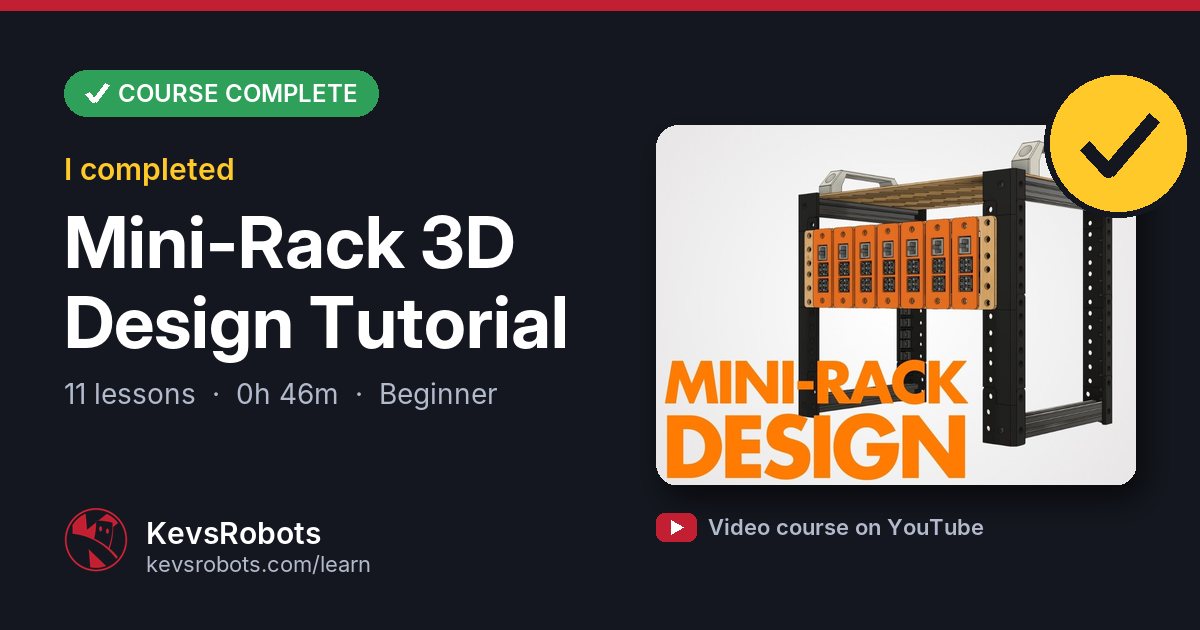 COURSE COMPLETE
I completed
Mini-Rack 3D
Design Tutorial
11 lessons · 0h 46m · Beginner
KevsRobots
kevsrobots.com/learn
MINI-RACK
DESIGN
Video course on YouTube